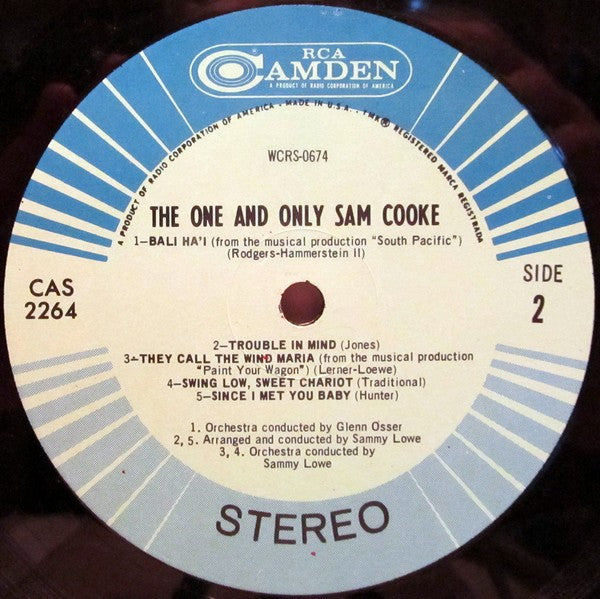 RCA
CAMDEN
A PRODUCT OF RADIO CORPORATION OF AMERICA
A PRODUCT OF RADIO CORPORATION OF AMERICA - MADE IN U.S.A. - TMK ® REGISTERED MARCA REGISTRADA
WCRS-0674
THE ONE AND ONLY SAM COOKE
1—BALI HA'I (from the musical production "South Pacific")
(Rodgers-Hammerstein II)
CAS
2264
SIDE
2
2—TROUBLE IN MIND (Jones)
3—THEY CALL THE WIND MARIA (from the musical production
"Paint Your Wagon") (Lerner-Loewe)
4—SWING LOW, SWEET CHARIOT (Traditional)
5—SINCE I MET YOU BABY (Hunter)
1. Orchestra conducted by Glenn Osser
2, 5. Arranged and conducted by Sammy Lowe
3, 4. Orchestra conducted by
Sammy Lowe
STEREO